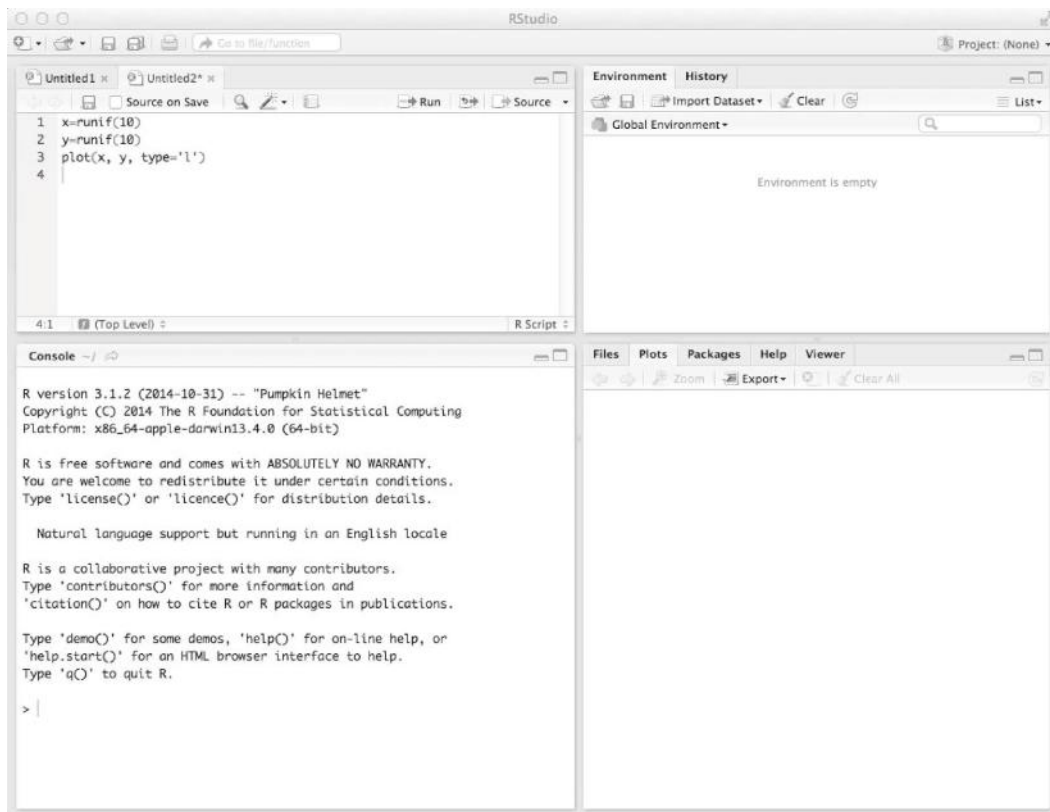 RStudio
Go to file/function
Project: (None)
Untitled1 × Untitled2* ×
Source on Save Run Source
1 x=runif(10)
2 y=runif(10)
3 plot(x, y, type='l')
4
4:1 (Top Level) R Script
Environment History
Import Dataset Clear List
Global Environment
Environment is empty
Console ~/
R version 3.1.2 (2014-10-31) -- "Pumpkin Helmet"
Copyright (C) 2014 The R Foundation for Statistical Computing
Platform: x86_64-apple-darwin13.4.0 (64-bit)
R is free software and comes with ABSOLUTELY NO WARRANTY.
You are welcome to redistribute it under certain conditions.
Type 'license()' or 'licence()' for distribution details.
Natural language support but running in an English locale
R is a collaborative project with many contributors.
Type 'contributors()' for more information and
'citation()' on how to cite R or R packages in publications.
Type 'demo()' for some demos, 'help()' for on-line help, or
'help.start()' for an HTML browser interface to help.
Type 'q()' to quit R.
>
Files Plots Packages Help Viewer
Zoom Export Clear All